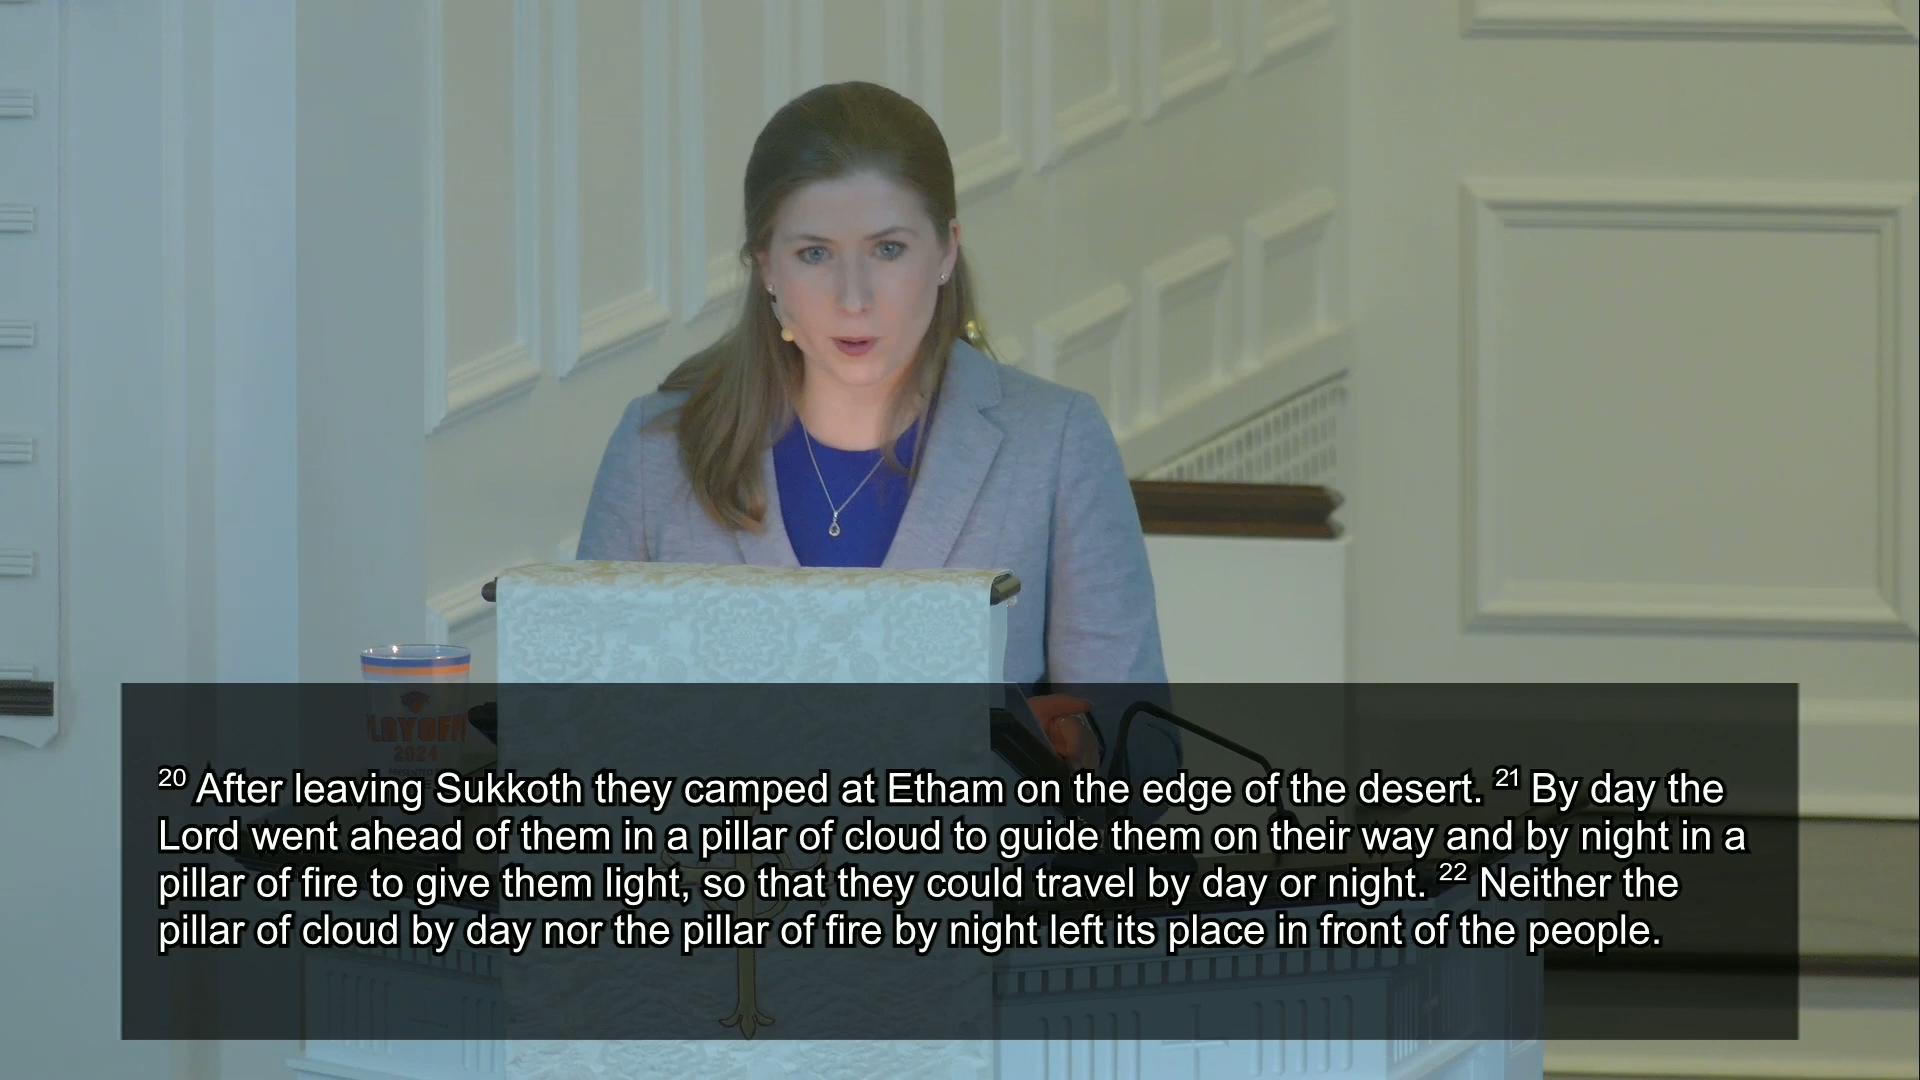 PLAYOFF
2024
20 After leaving Sukkoth they camped at Etham on the edge of the desert. 21 By day the
Lord went ahead of them in a pillar of cloud to guide them on their way and by night in a
pillar of fire to give them light, so that they could travel by day or night. 22 Neither the
pillar of cloud by day nor the pillar of fire by night left its place in front of the people.